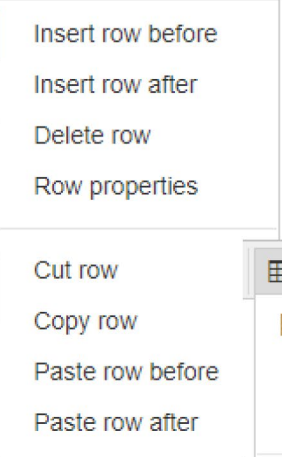 Insert row before
Insert row after
Delete row
Row properties
Cut row
Copy row
Paste row before
Paste row after